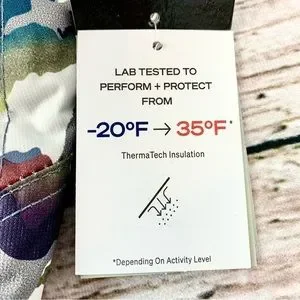 LAB TESTED TO
PERFORM + PROTECT
FROM
-20°F → 35°F*
ThermaTech Insulation
*Depending On Activity Level